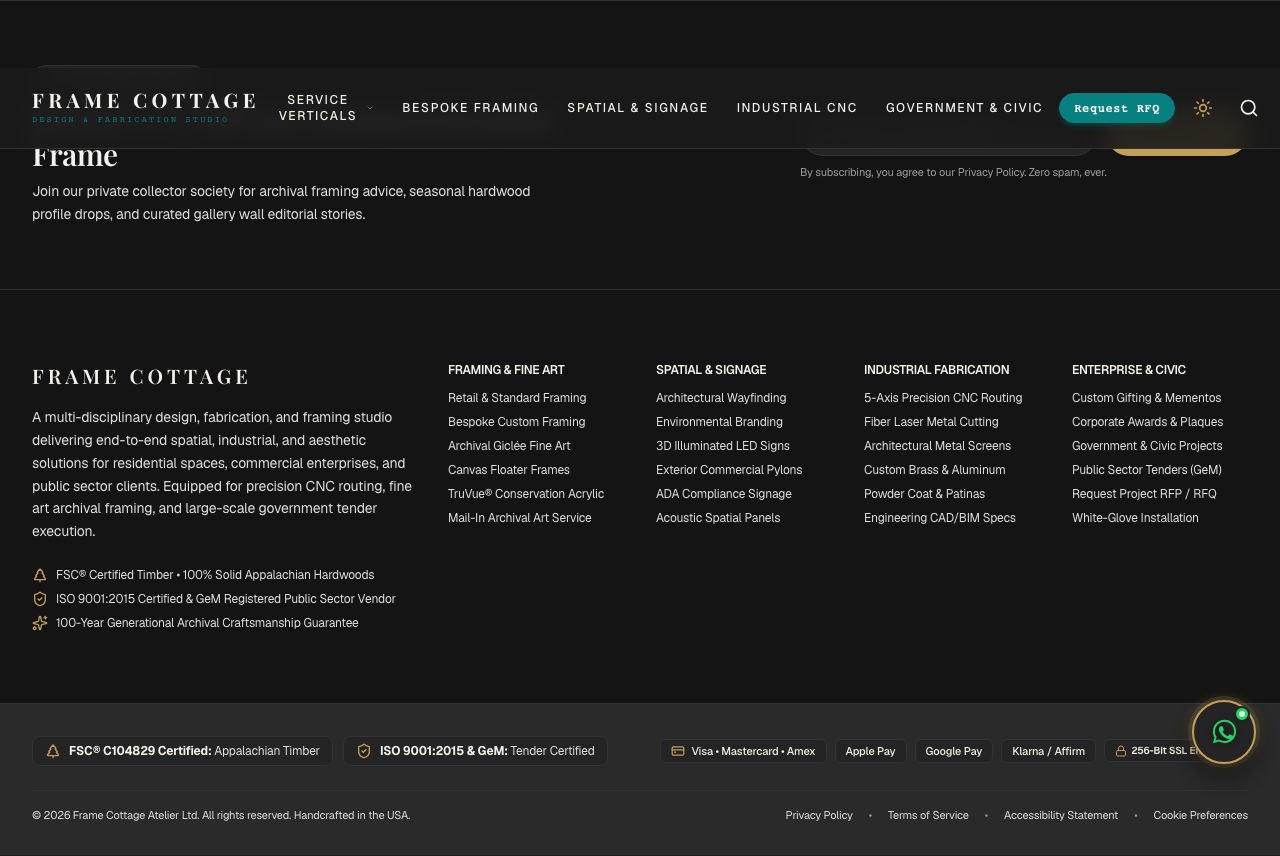 FRAME COTTAGE
DESIGN & FABRICATION STUDIO
SERVICE
VERTICALS
BESPOKE FRAMING
SPATIAL & SIGNAGE
INDUSTRIAL CNC
GOVERNMENT & CIVIC
Request RFQ
Frame
Join our private collector society for archival framing advice, seasonal hardwood
profile drops, and curated gallery wall editorial stories.
By subscribing, you agree to our Privacy Policy. Zero spam, ever.
FRAME COTTAGE
A multi-disciplinary design, fabrication, and framing studio
delivering end-to-end spatial, industrial, and aesthetic
solutions for residential spaces, commercial enterprises, and
public sector clients. Equipped for precision CNC routing, fine
art archival framing, and large-scale government tender
execution.
FSC® Certified Timber • 100% Solid Appalachian Hardwoods
ISO 9001:2015 Certified & GeM Registered Public Sector Vendor
100-Year Generational Archival Craftsmanship Guarantee
FRAMING & FINE ART
Retail & Standard Framing
Bespoke Custom Framing
Archival Giclée Fine Art
Canvas Floater Frames
TruVue® Conservation Acrylic
Mail-In Archival Art Service
SPATIAL & SIGNAGE
Architectural Wayfinding
Environmental Branding
3D Illuminated LED Signs
Exterior Commercial Pylons
ADA Compliance Signage
Acoustic Spatial Panels
INDUSTRIAL FABRICATION
5-Axis Precision CNC Routing
Fiber Laser Metal Cutting
Architectural Metal Screens
Custom Brass & Aluminum
Powder Coat & Patinas
Engineering CAD/BIM Specs
ENTERPRISE & CIVIC
Custom Gifting & Mementos
Corporate Awards & Plaques
Government & Civic Projects
Public Sector Tenders (GeM)
Request Project RFP / RFQ
White-Glove Installation
FSC® C104829 Certified: Appalachian Timber
ISO 9001:2015 & GeM: Tender Certified
Visa • Mastercard • Amex
Apple Pay
Google Pay
Klarna / Affirm
256-Bit SSL
© 2026 Frame Cottage Atelier Ltd. All rights reserved. Handcrafted in the USA.
Privacy Policy • Terms of Service • Accessibility Statement • Cookie Preferences